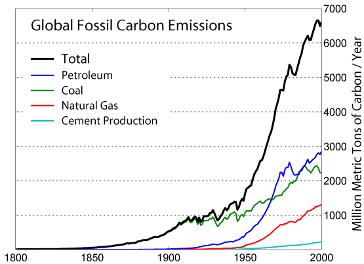 Global Fossil Carbon Emissions
Total
Petroleum
Coal
Natural Gas
Cement Production
7000
6000
5000
4000
3000
2000
1000
Million Metric Tons of Carbon / Year
1800
1850
1900
1950
2000